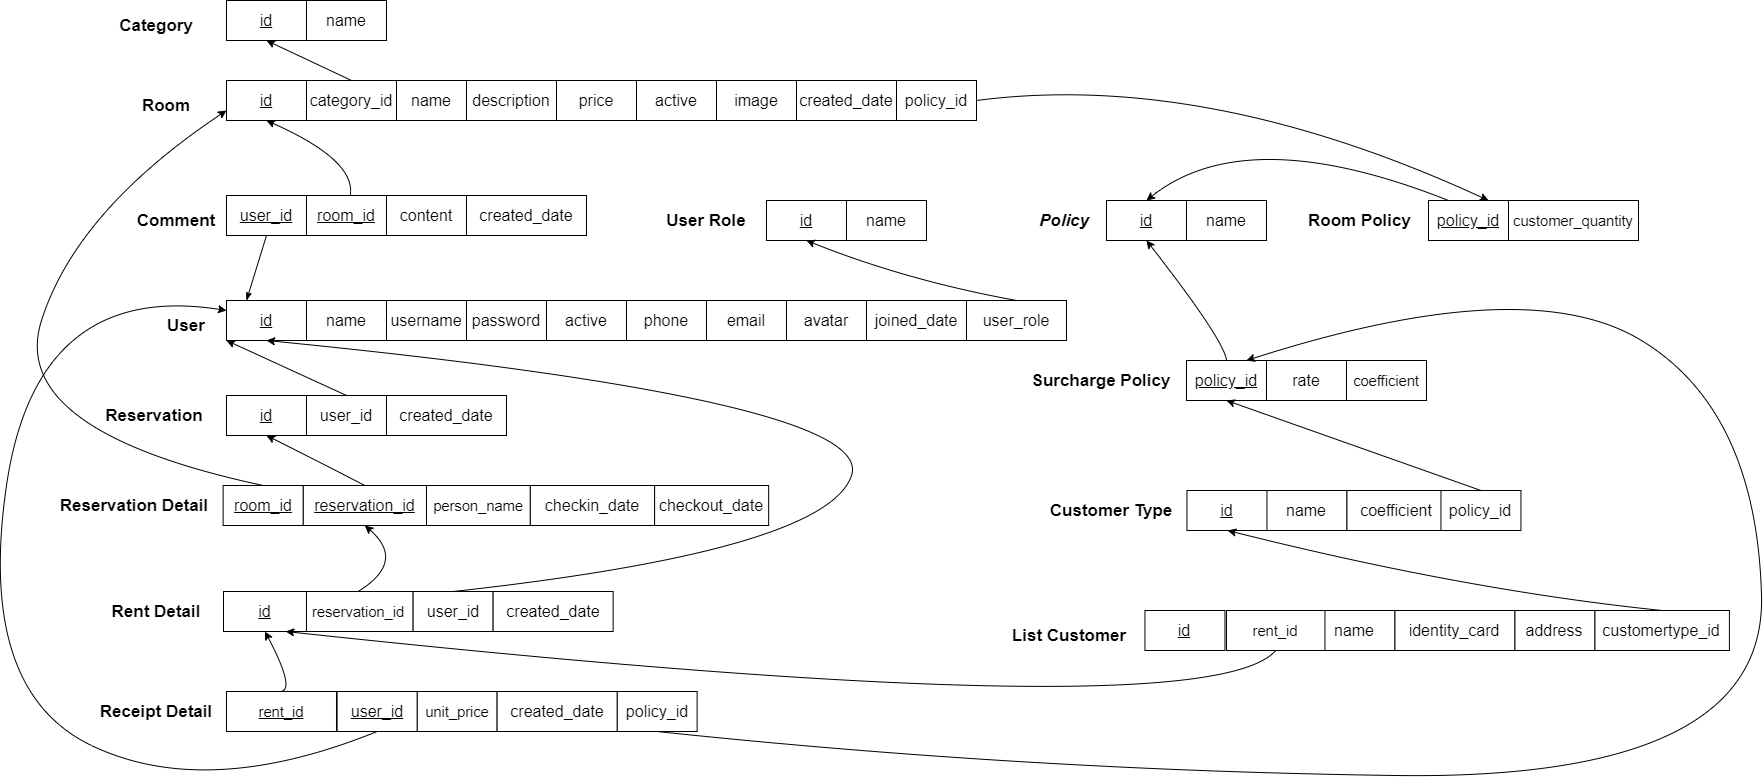 Category id name
Room id category_id name description price active image created_date policy_id
Comment user_id room_id content created_date
User Role id name
Policy id name
Room Policy policy_id customer_quantity
User id name username password active phone email avatar joined_date user_role
Surcharge Policy policy_id rate coefficient
Reservation id user_id created_date
Reservation Detail room_id reservation_id person_name checkin_date checkout_date
Customer Type id name coefficient policy_id
Rent Detail id reservation_id user_id created_date
List Customer id rent_id name identity_card address customertype_id
Receipt Detail rent_id user_id unit_price created_date policy_id